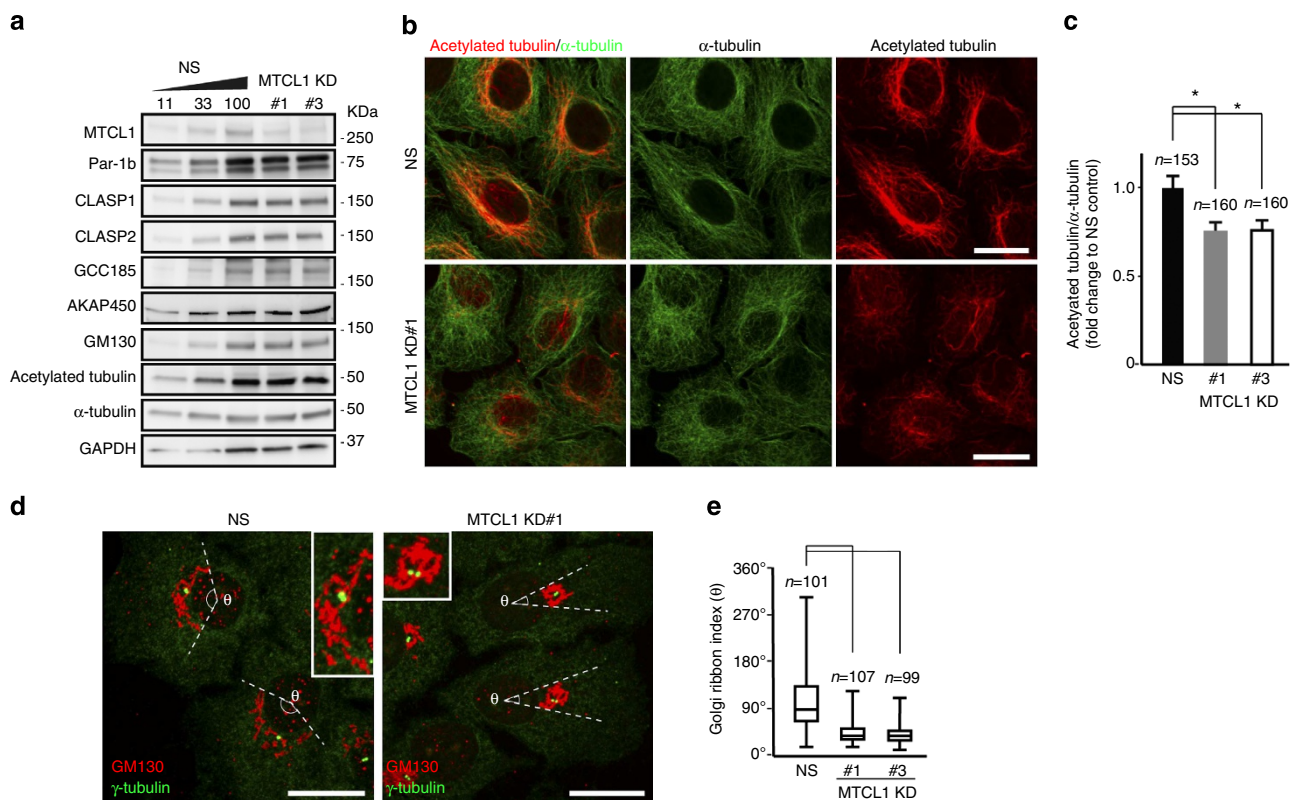 a
NS
MTCL1 KD
11 33 100 #1 #3
KDa
MTCL1
-250
Par-1b
-75
CLASP1
-150
CLASP2
-150
GCC185
-150
AKAP450
-150
GM130
Acetylated tubulin
-50
α-tubulin
-50
-37
GAPDH
b
Acetylated tubulin/α-tubulin
α-tubulin
Acetylated tubulin
NS
MTCL1 KD#1
c
* *
n=153
n=160 n=160
Acetyated tubulin/α-tubulin
(fold change to NS control)
1.0
0.5
0
NS #1 #3
MTCL1 KD
d
NS
MTCL1 KD#1
θ
θ
θ
θ
GM130
γ-tubulin
GM130
γ-tubulin
e
Golgi ribbon index (θ)
360°
270°
180°
90°
0°
n=101
n=107
n=99
NS #1 #3
MTCL1 KD